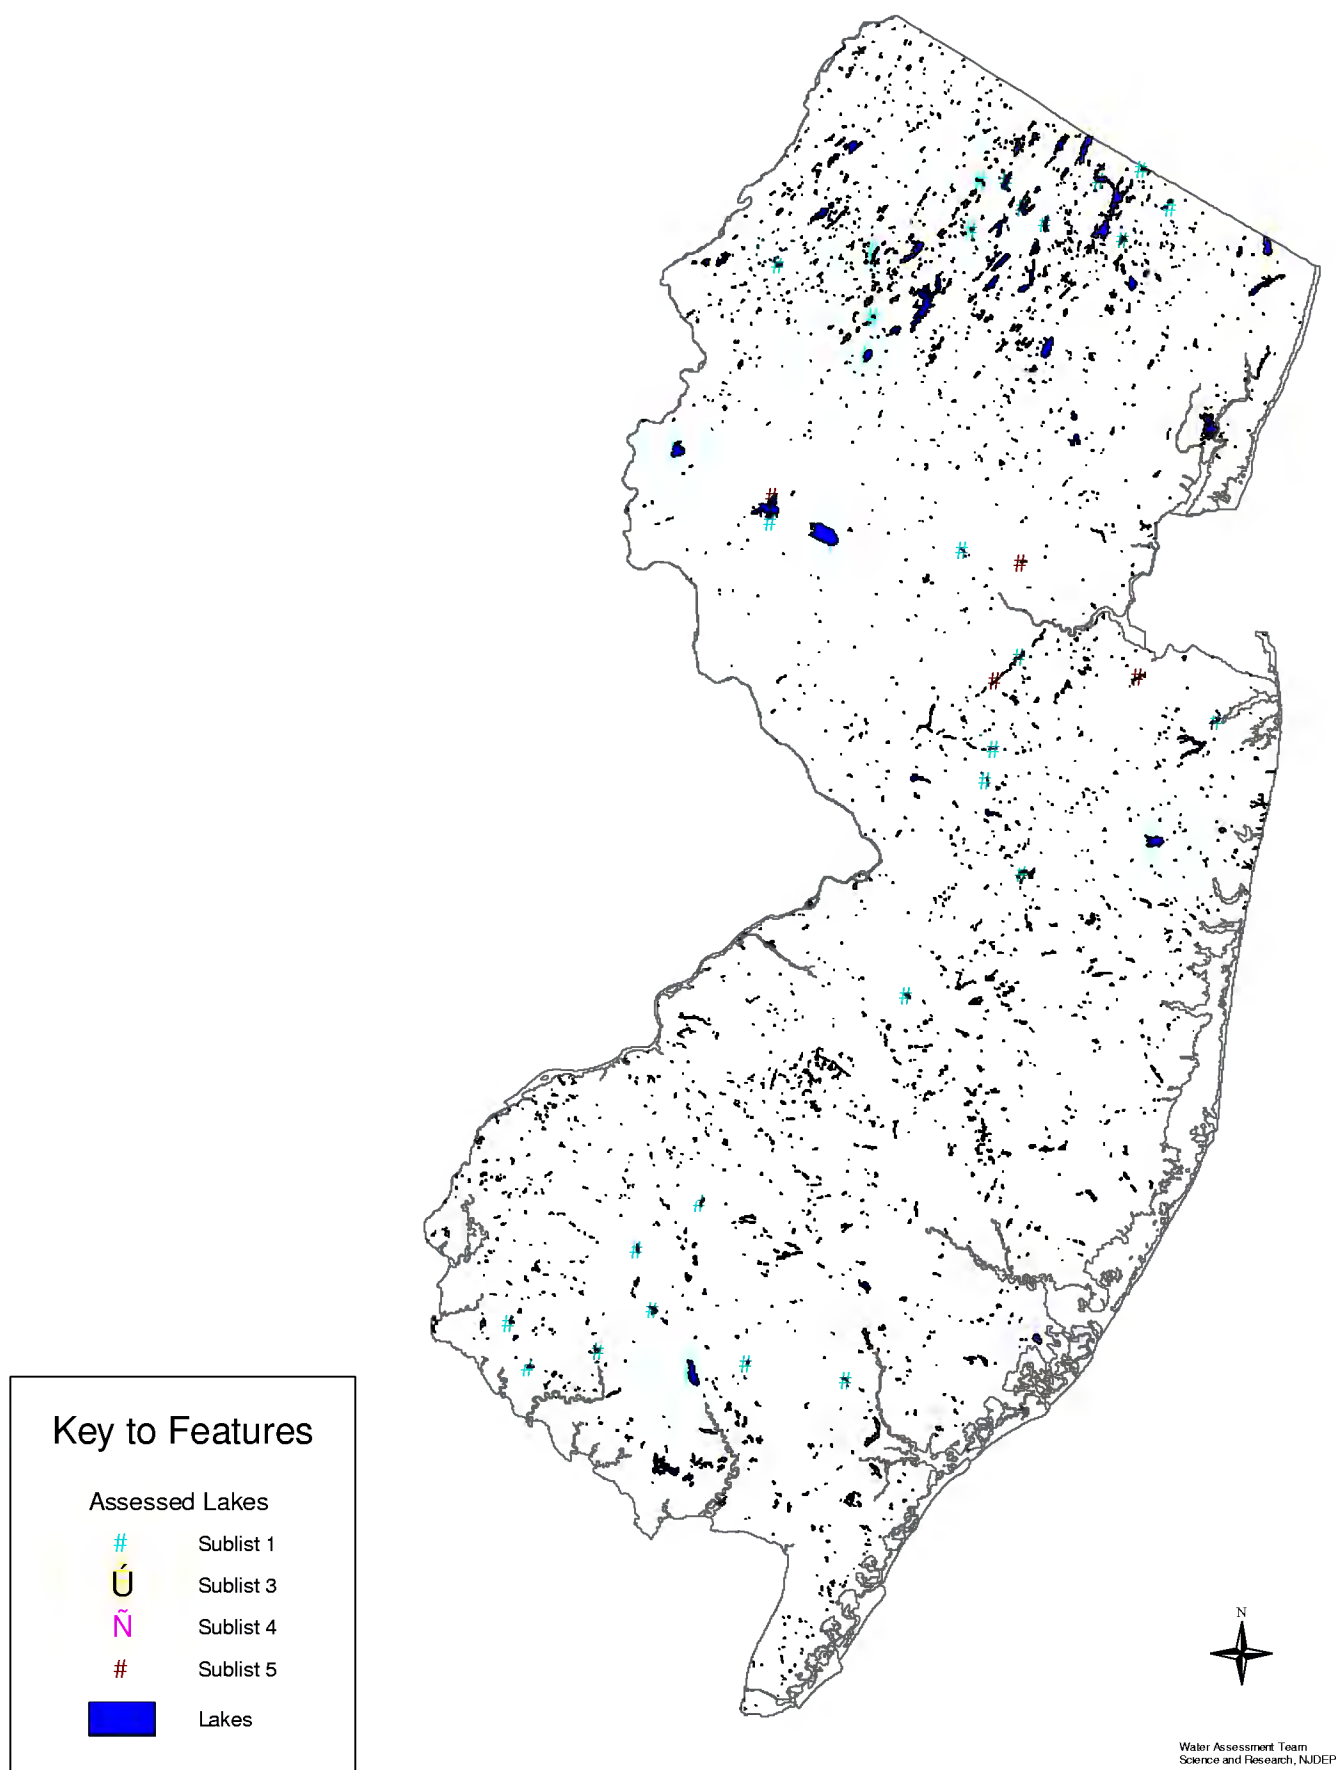 Key to Features
Assessed Lakes
# Sublist 1
Ú Sublist 3
Ñ Sublist 4
# Sublist 5
Lakes
N
Water Assessment Team
Science and Research, NJDEP